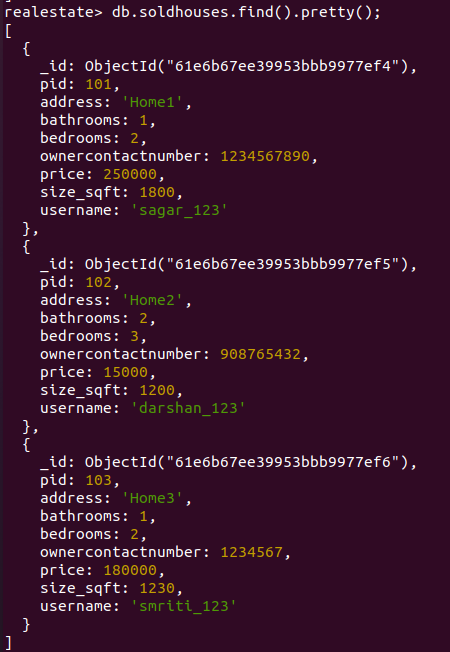 realestate> db.soldhouses.find().pretty();
[
  {
    _id: ObjectId("61e6b67ee39953bbb9977ef4"),
    pid: 101,
    address: 'Home1',
    bathrooms: 1,
    bedrooms: 2,
    ownercontactnumber: 1234567890,
    price: 250000,
    size_sqft: 1800,
    username: 'sagar_123'
  },
  {
    _id: ObjectId("61e6b67ee39953bbb9977ef5"),
    pid: 102,
    address: 'Home2',
    bathrooms: 2,
    bedrooms: 3,
    ownercontactnumber: 908765432,
    price: 15000,
    size_sqft: 1200,
    username: 'darshan_123'
  },
  {
    _id: ObjectId("61e6b67ee39953bbb9977ef6"),
    pid: 103,
    address: 'Home3',
    bathrooms: 1,
    bedrooms: 2,
    ownercontactnumber: 1234567,
    price: 180000,
    size_sqft: 1230,
    username: 'smriti_123'
  }
]